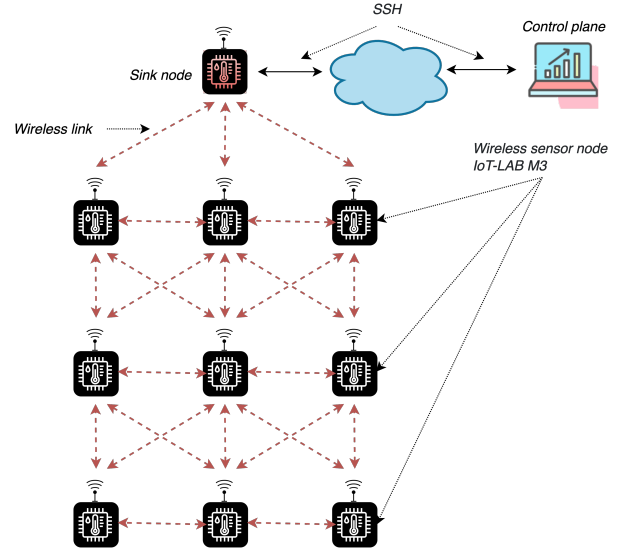 SSH
Control plane
Sink node
Wireless link
Wireless sensor node
IoT-LAB M3